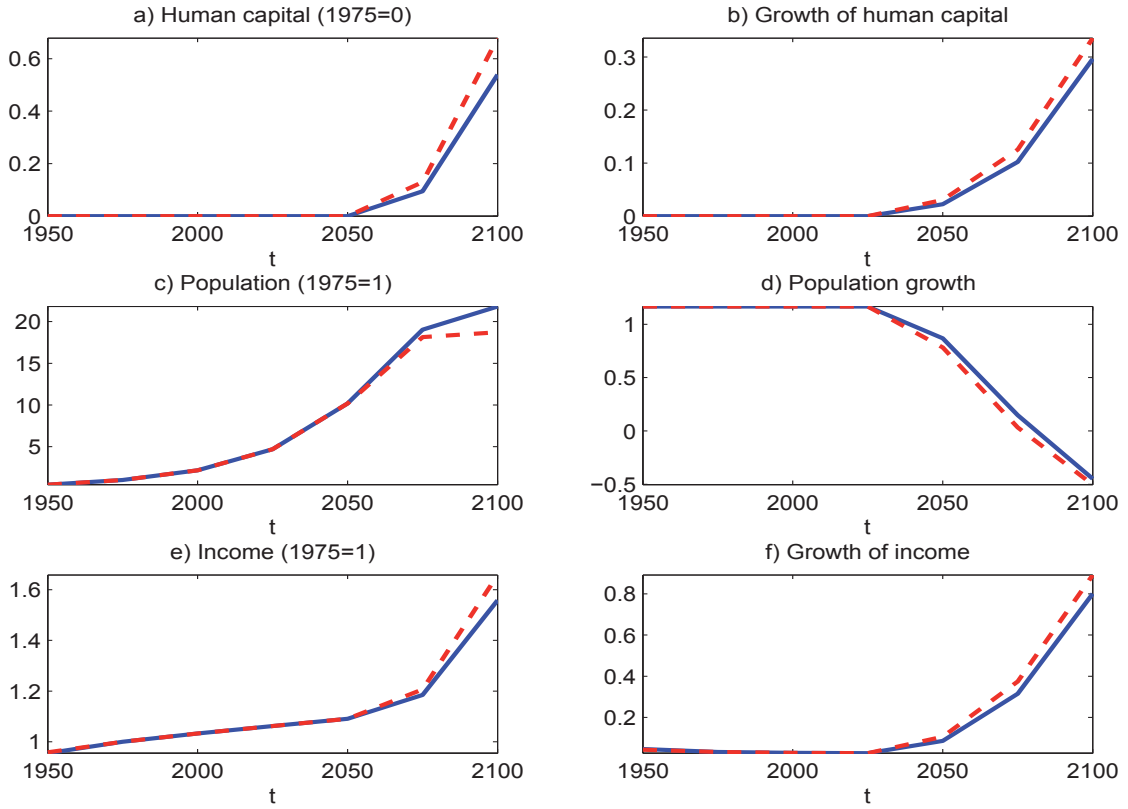 a) Human capital (1975=0)
0.6
0.4
0.2
0
1950 2000 2050 2100
t
b) Growth of human capital
0.3
0.2
0.1
0
1950 2000 2050 2100
t
c) Population (1975=1)
20
15
10
5
1950 2000 2050 2100
t
d) Population growth
1
0.5
0
−0.5
1950 2000 2050 2100
t
e) Income (1975=1)
1.6
1.4
1.2
1
1950 2000 2050 2100
t
f) Growth of income
0.8
0.6
0.4
0.2
1950 2000 2050 2100
t